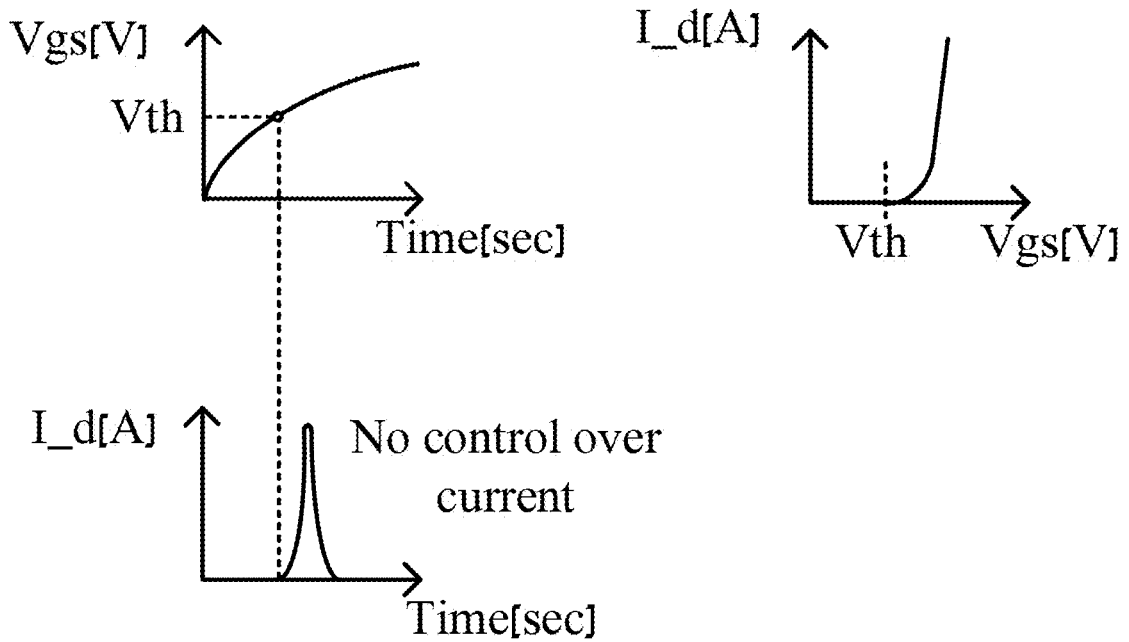 Vgs[V]
Vth
Time[sec]
I_d[A]
Vth
Vgs[V]
I_d[A]
No control over
current
Time[sec]